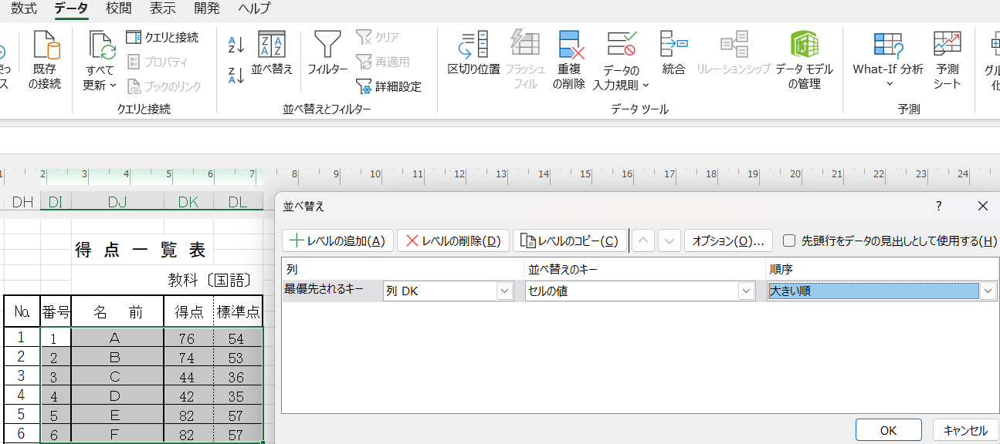 数式 データ 校閲 表示 開発 ヘルプ
既存の接続
すべて更新
クエリと接続
プロパティ
ブックのリンク
クエリと接続
並べ替え
フィルター
クリア
再適用
詳細設定
並べ替えとフィルター
区切り位置
フラッシュフィル
重複の削除
データの入力規則
統合
リレーションシップ
データ モデルの管理
データ ツール
What-If 分析
予測シート
予測
2 3 4 5 6 7 8 9 10 11 12 13 14 15 16 17 18 19 20 21 22 23 24
DH DI DJ DK DL
得点一覧表
教科〔国語〕
№ 番号 名 前 得点 標準点
1 1 A 76 54
2 2 B 74 53
3 3 C 44 36
4 4 D 42 35
5 5 E 82 57
6 6 F 82 57
並べ替え ?
レベルの追加(A) レベルの削除(D) レベルのコピー(C) オプション(O)... 先頭行をデータの見出しとして使用する(H)
列 並べ替えのキー 順序
最優先されるキー 列 DK セルの値 大きい順
OK キャンセル